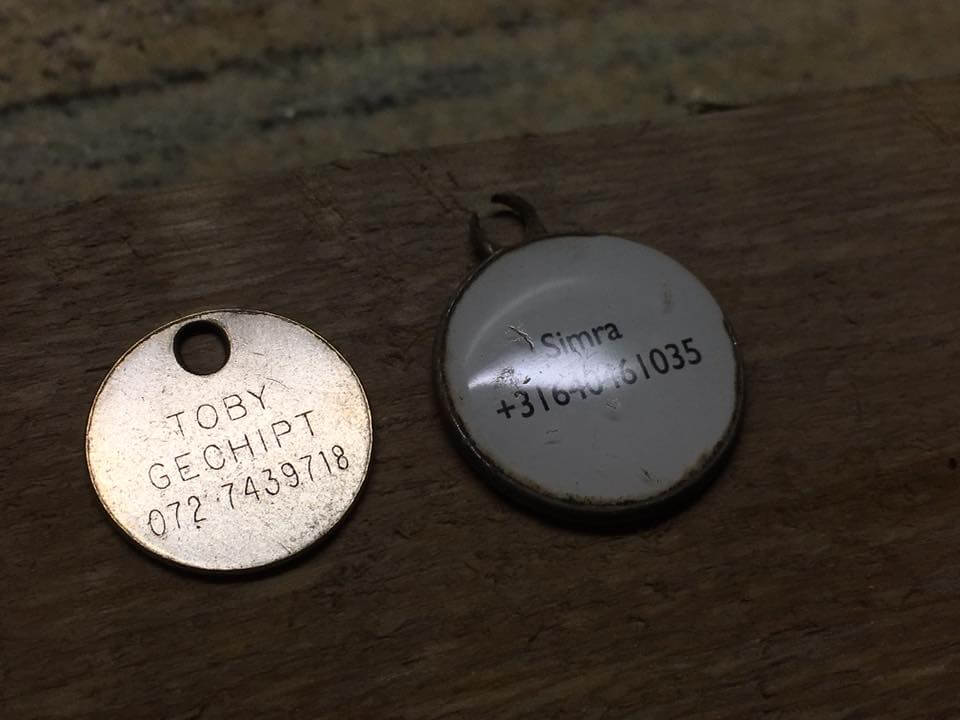 TOBY
GECHIPT
072 7439718
Simra